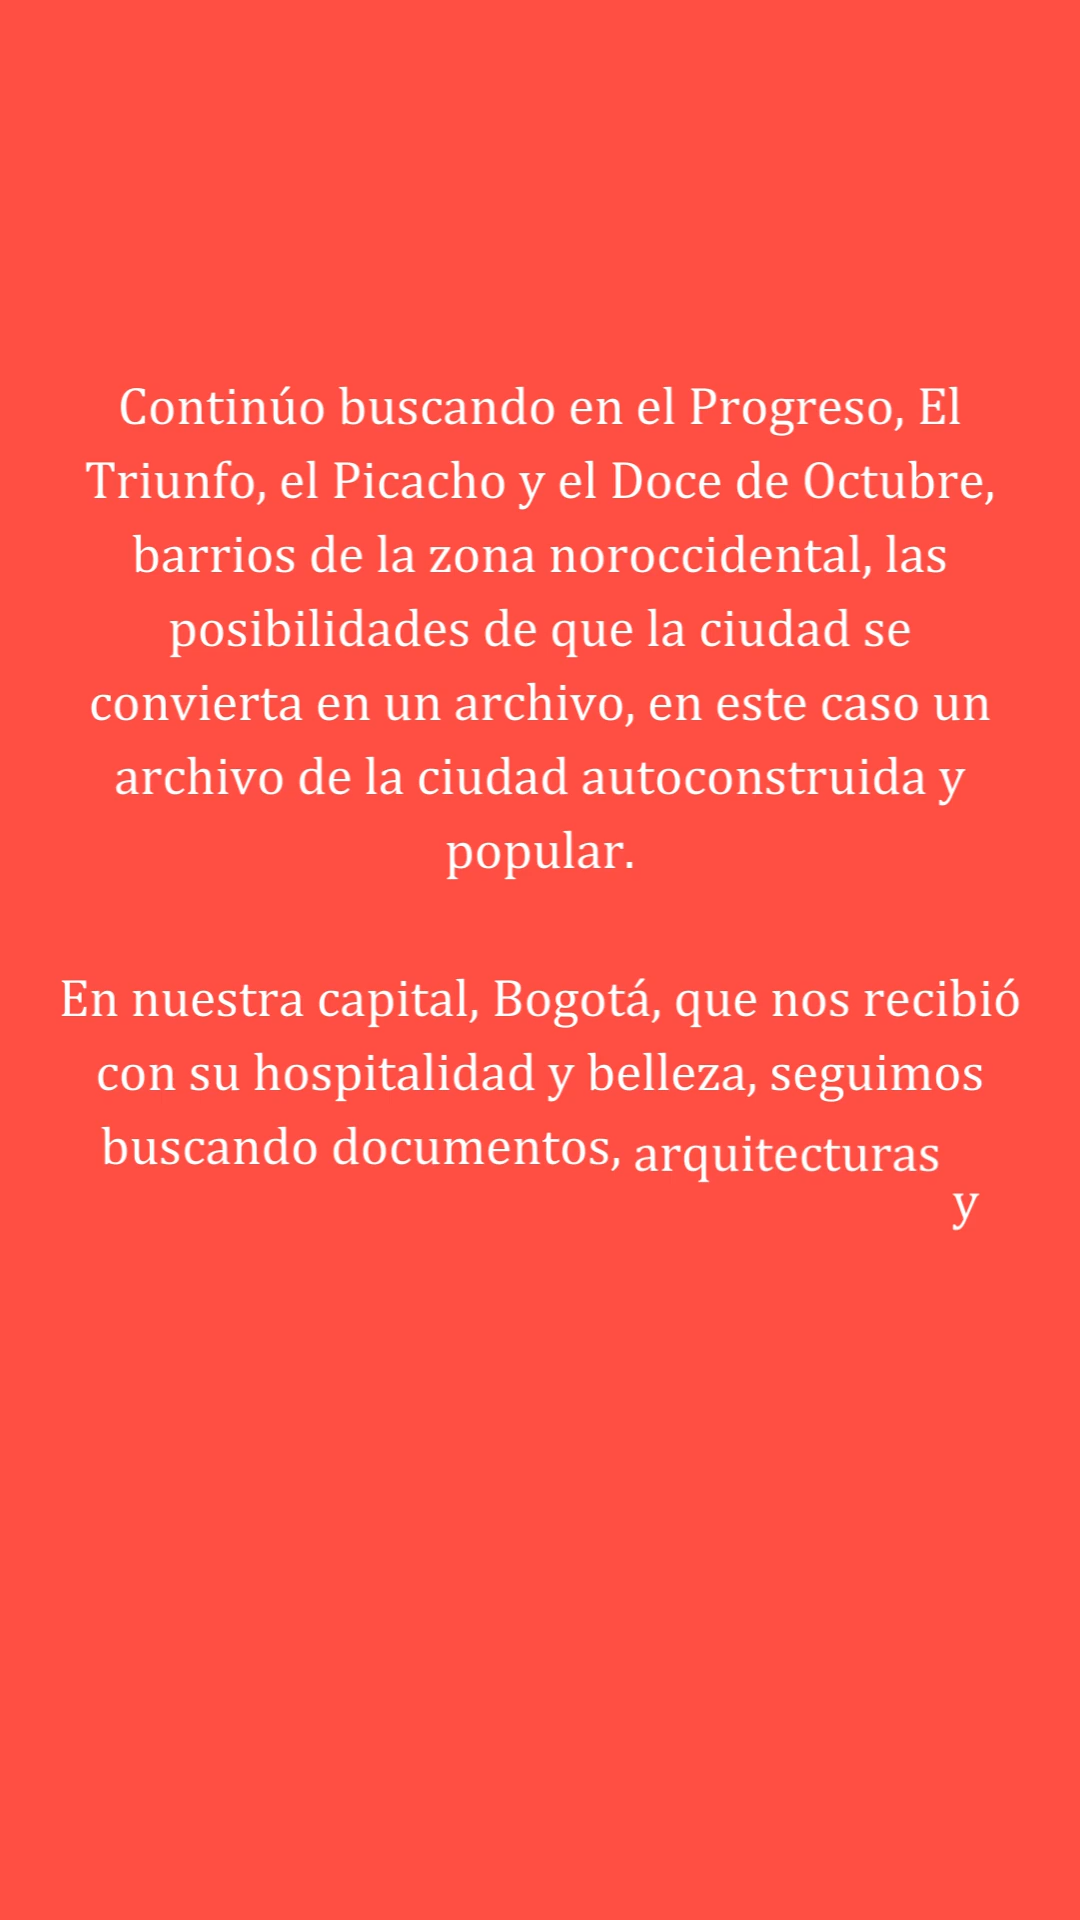 Continúo buscando en el Progreso, El
Triunfo, el Picacho y el Doce de Octubre,
barrios de la zona noroccidental, las
posibilidades de que la ciudad se
convierta en un archivo, en este caso un
archivo de la ciudad autoconstruida y
popular.
En nuestra capital, Bogotá, que nos recibió
con su hospitalidad y belleza, seguimos
buscando documentos, arquitecturas
y